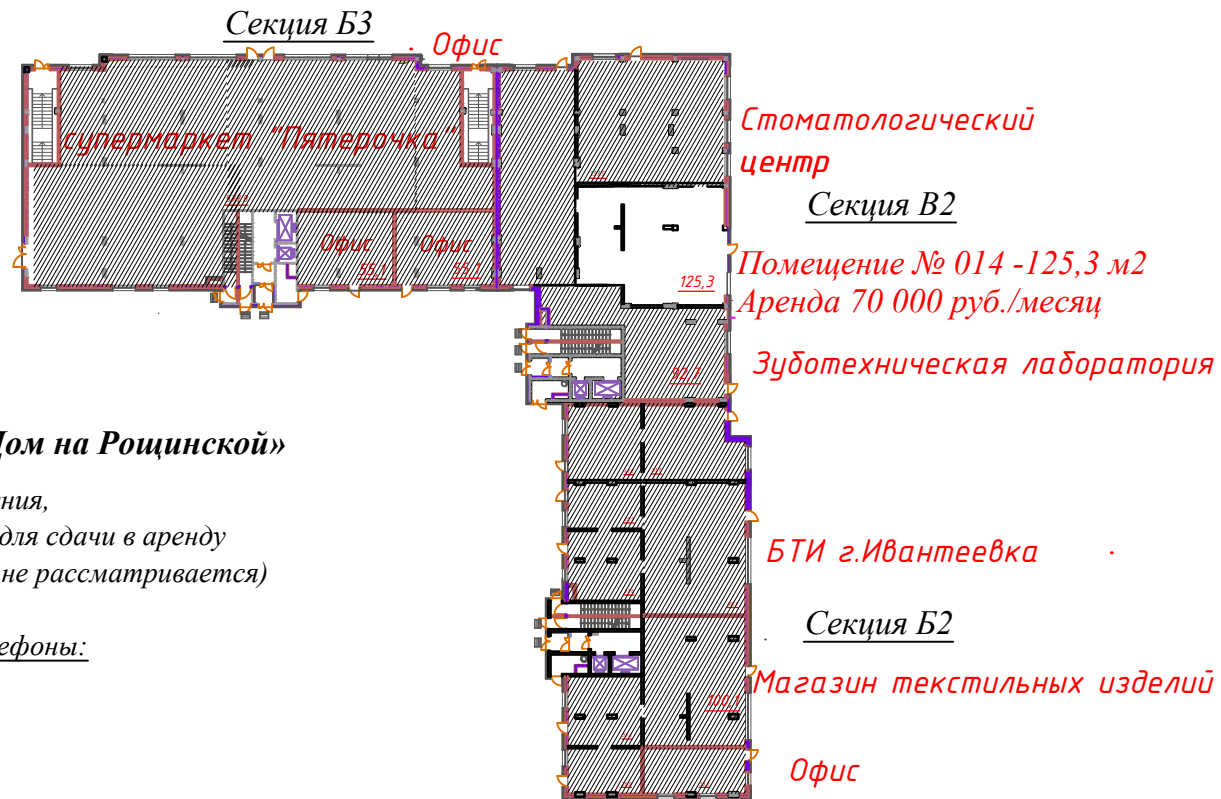 Секция Б3
Офис
супермаркет "Пятерочка"
Стоматологический
центр
Секция В2
Офис
55,1
Офис
55,1
125,3
Помещение № 014 -125,3 м2
Аренда 70 000 руб./месяц
Зуботехническая лаборатория
92,7
Дом на Рощинской»
ния,
для сдачи в аренду
не рассматривается)
ефоны:
БТИ г.Ивантеевка
Секция Б2
Магазин текстильных изделий
100,1
Офис